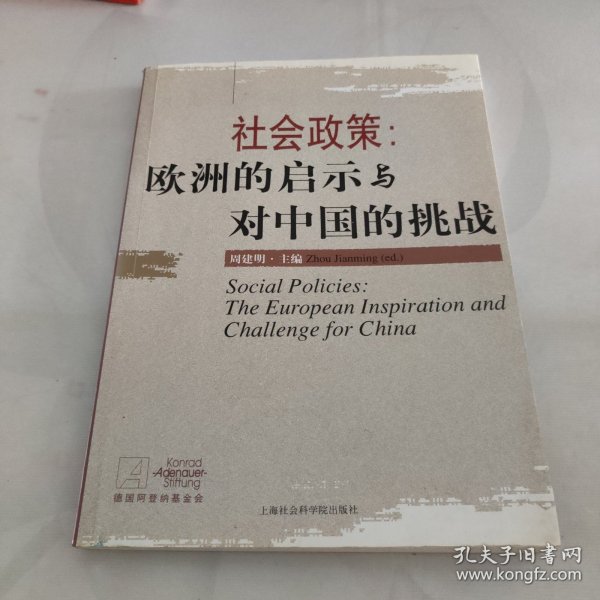 社会政策:
欧洲的启示与
对中国的挑战
周建明·主编 Zhou Jianming (ed.)
Social Policies:
The European Inspiration and
Challenge for China
Konrad
-Adenauer-
Stiftung
德国阿登纳基金会
上海社会科学院出版社
孔夫子旧书网
www.kongfz.com